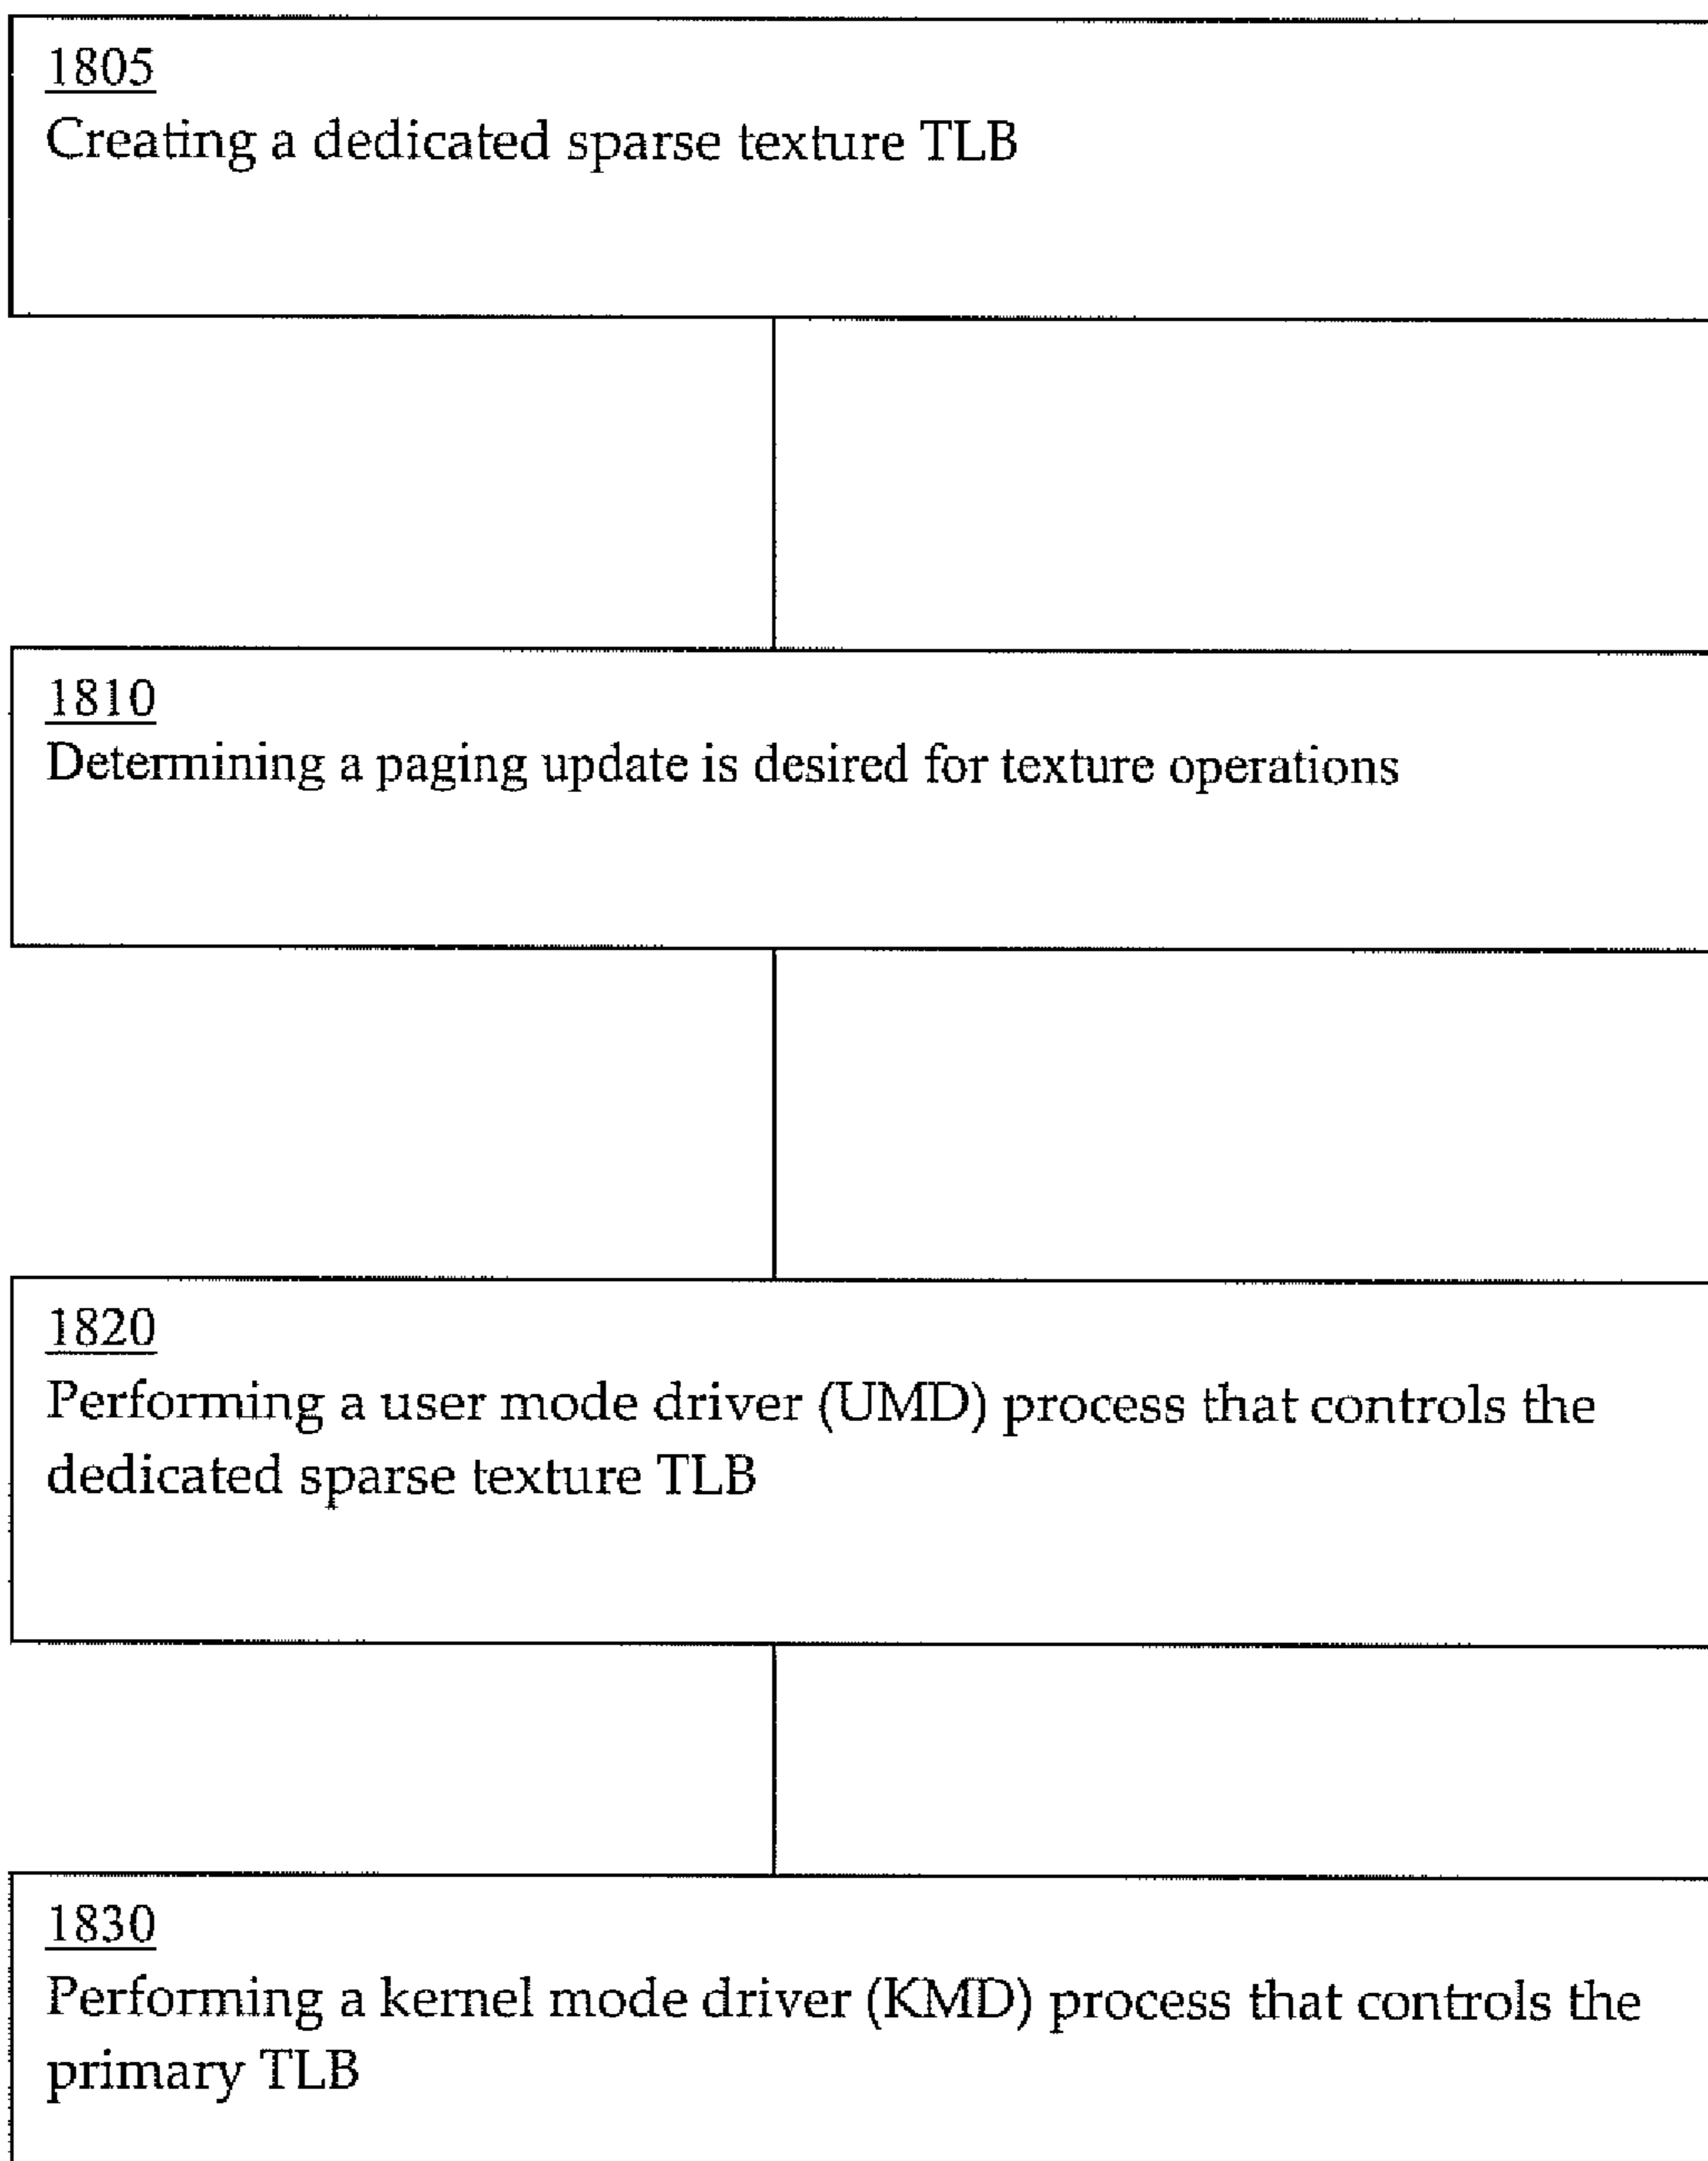 1805
Creating a dedicated sparse texture TLB
1810
Determining a paging update is desired for texture operations
1820
Performing a user mode driver (UMD) process that controls the
dedicated sparse texture TLB
1830
Performing a kernel mode driver (KMD) process that controls the
primary TLB